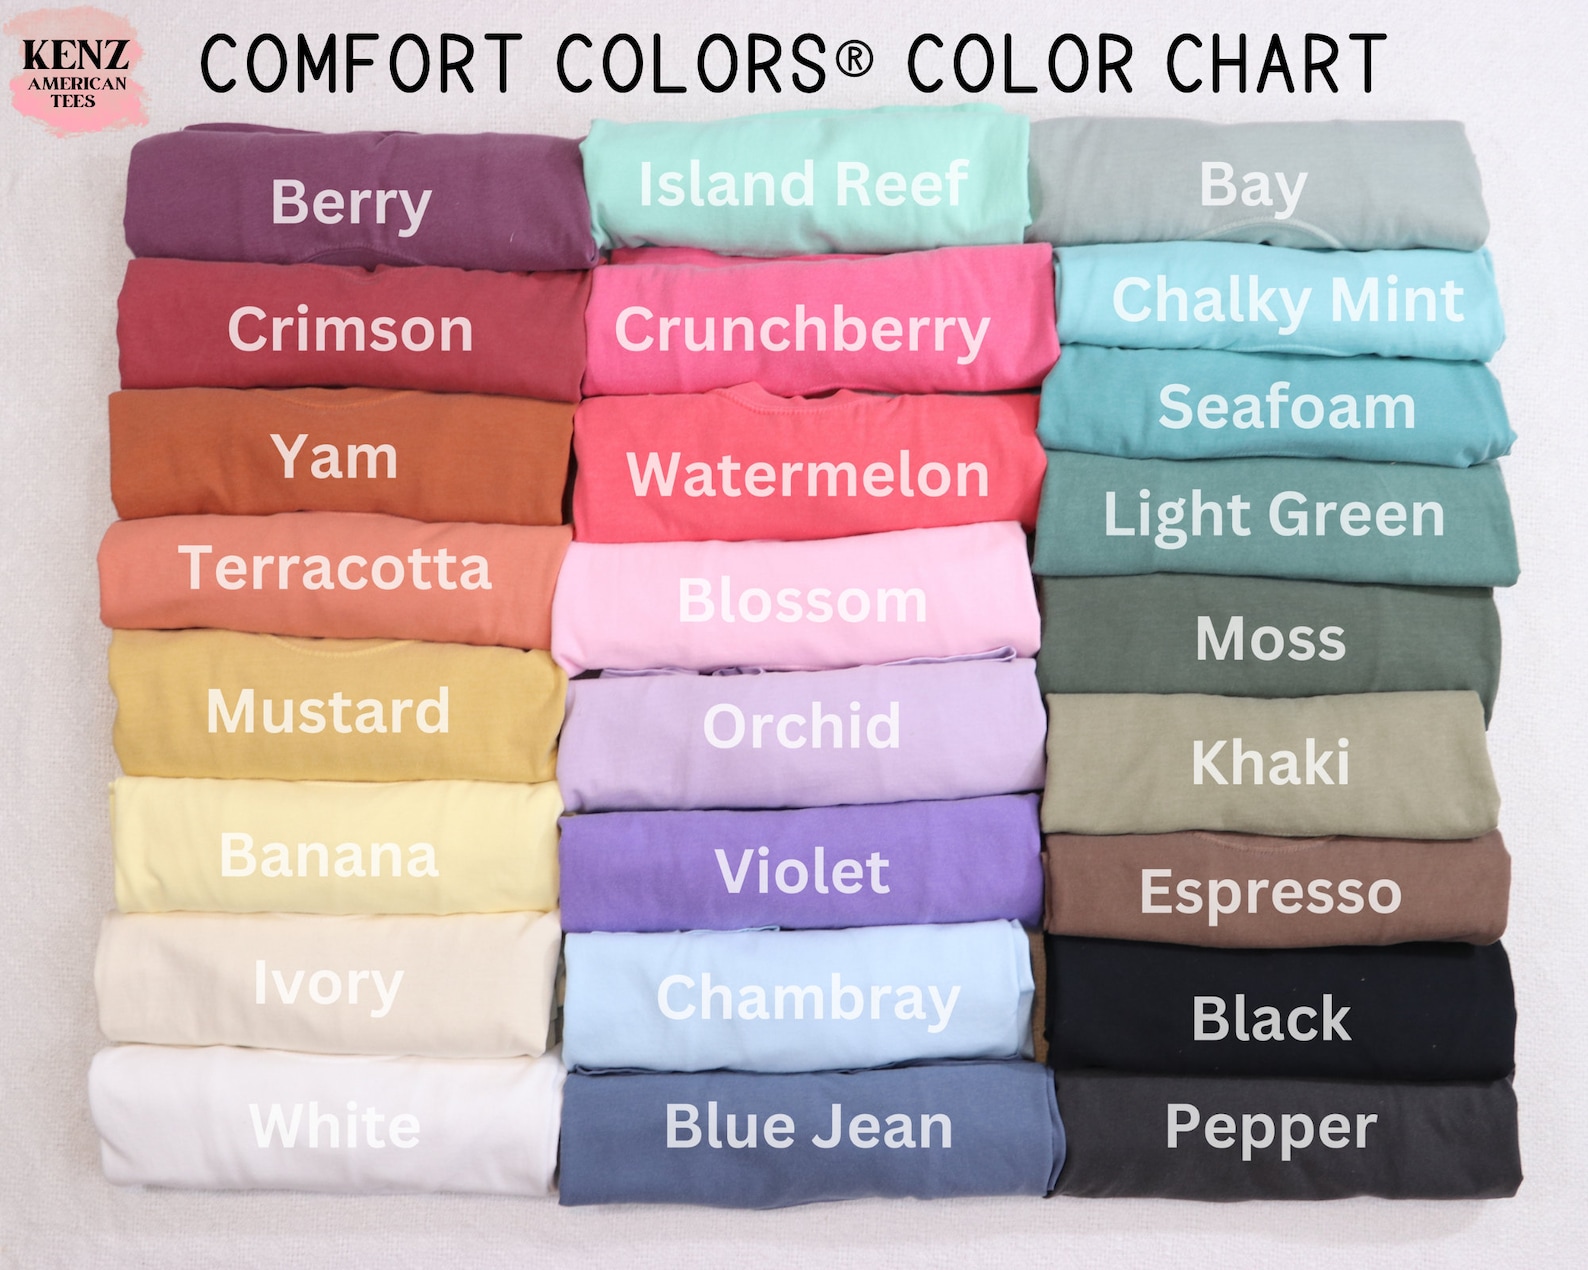 KENZ
AMERICAN
TEES
COMFORT COLORS® COLOR CHART
Berry
Crimson
Yam
Terracotta
Mustard
Banana
Ivory
White
Island Reef
Crunchberry
Watermelon
Blossom
Orchid
Violet
Chambray
Blue Jean
Bay
Chalky Mint
Seafoam
Light Green
Moss
Khaki
Espresso
Black
Pepper